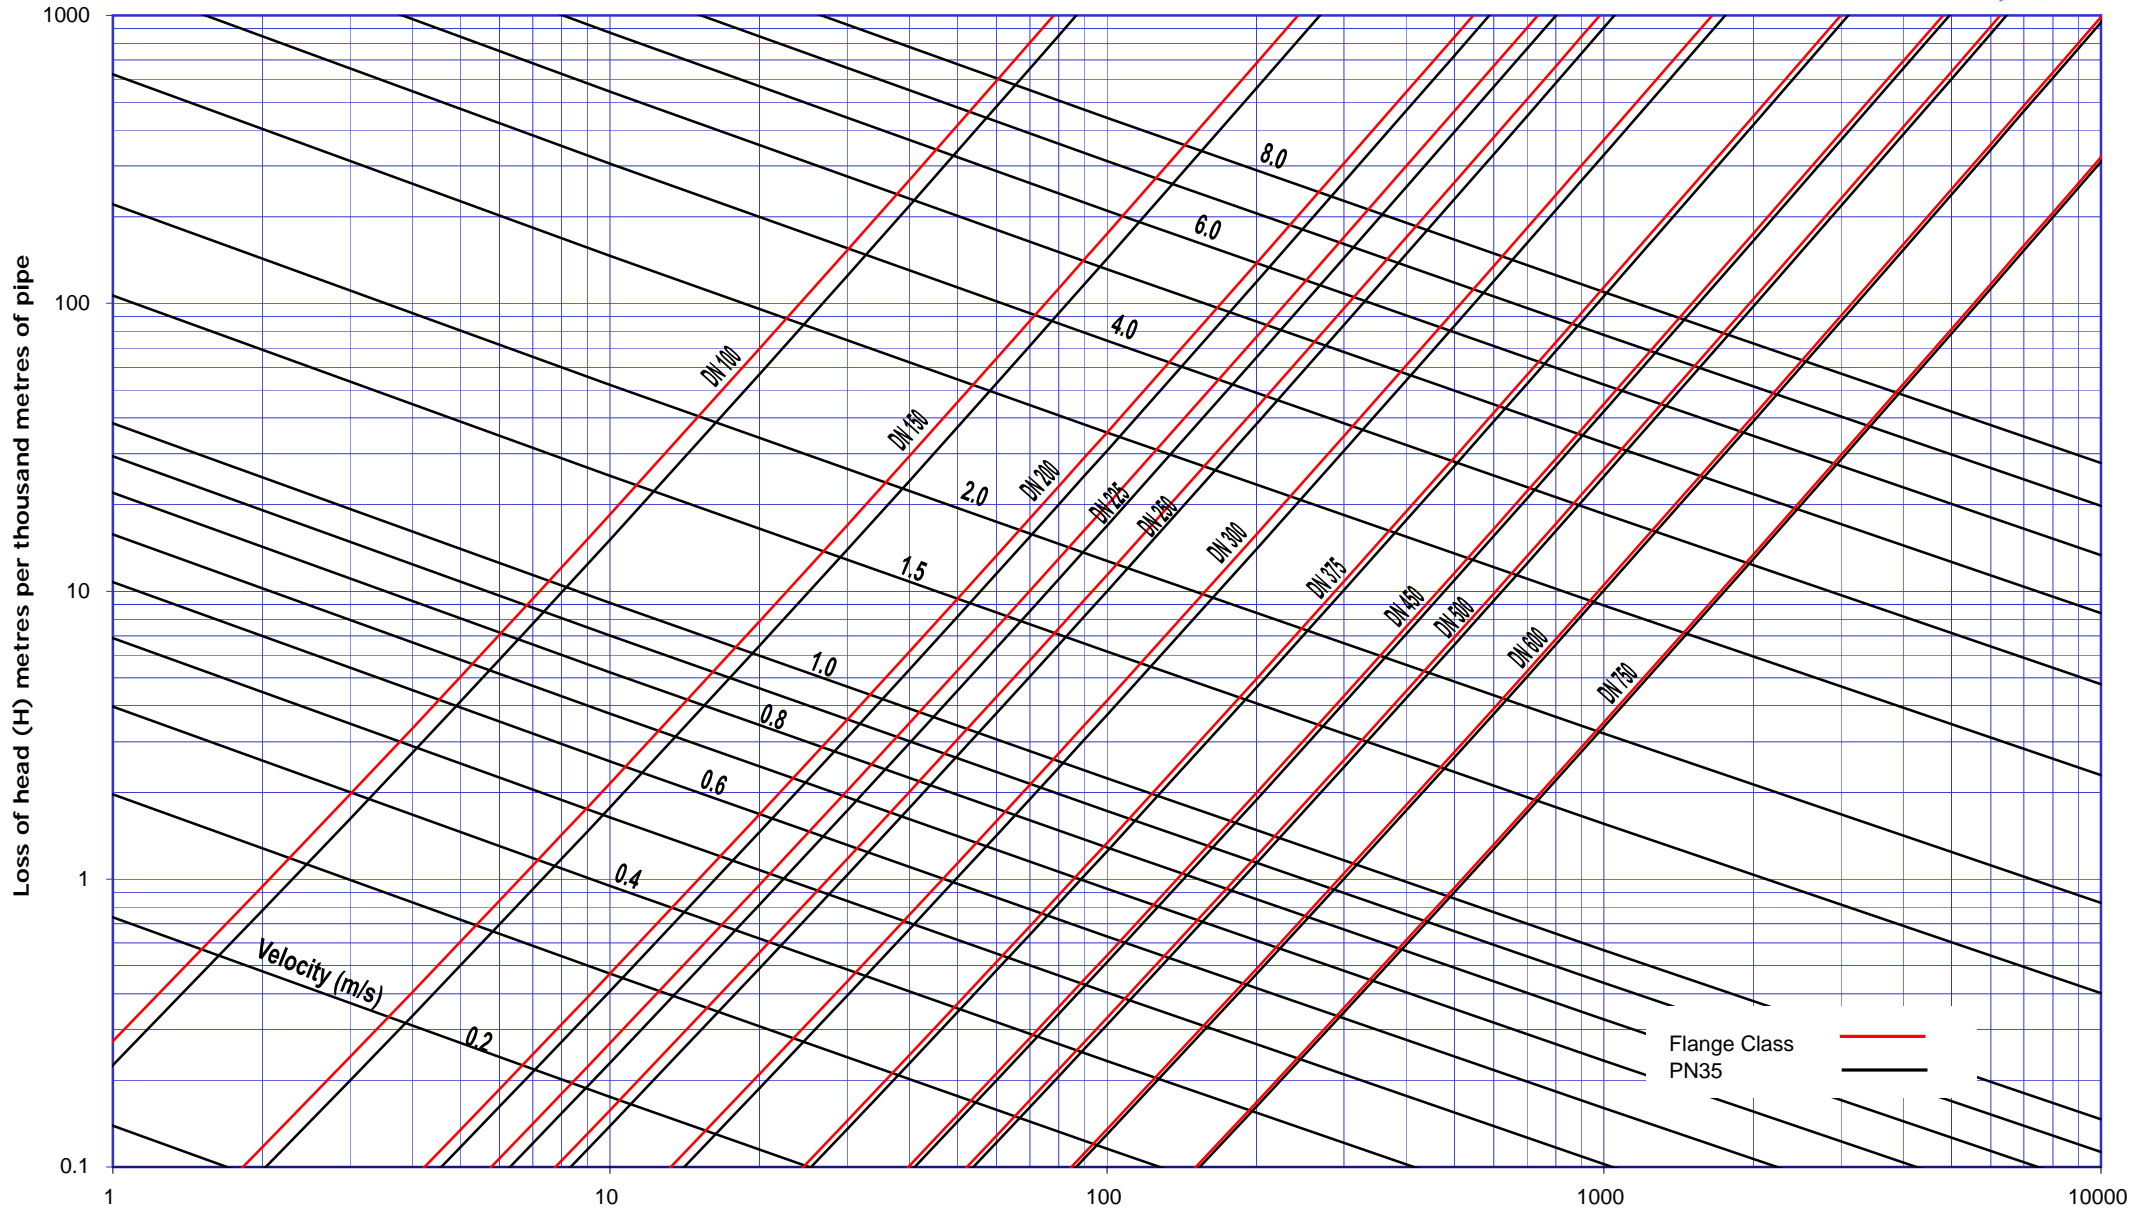 1000
100
10
1
0.1
Loss of head (H) metres per thousand metres of pipe
8.0
6.0
4.0
2.0
1.5
1.0
0.8
0.6
0.4
0.2
Velocity (m/s)
DN 100
DN 150
DN 200
DN 225
DN 250
DN 300
DN 375
DN 450
DN 500
DN 600
DN 750
Flange Class
PN35
1
10
100
1000
10000